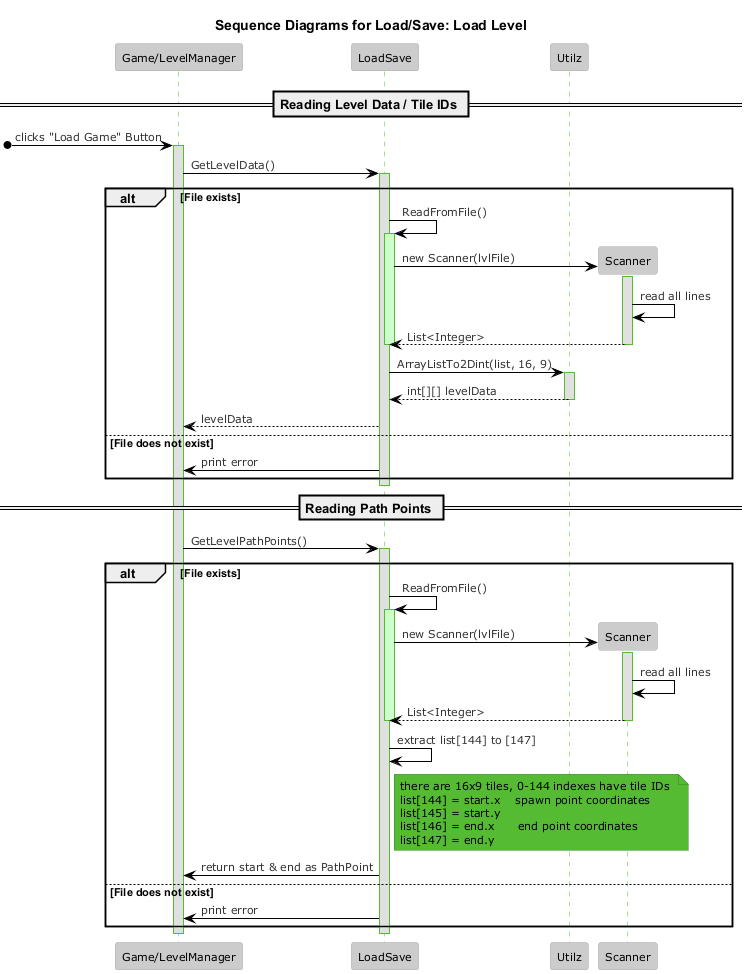 Sequence Diagrams for Load/Save: Load Level
Game/LevelManager
LoadSave
Utilz
Reading Level Data / Tile IDs
clicks "Load Game" Button
GetLevelData()
alt
[File exists]
ReadFromFile()
new Scanner(lvlFile)
Scanner
read all lines
List<Integer>
ArrayListTo2Dint(list, 16, 9)
int[][] levelData
levelData
[File does not exist]
print error
Reading Path Points
GetLevelPathPoints()
alt
[File exists]
ReadFromFile()
new Scanner(lvlFile)
Scanner
read all lines
List<Integer>
extract list[144] to [147]
there are 16x9 tiles, 0-144 indexes have tile IDs
list[144] = start.x    spawn point coordinates
list[145] = start.y
list[146] = end.x      end point coordinates
list[147] = end.y
return start & end as PathPoint
[File does not exist]
print error
Game/LevelManager
LoadSave
Utilz
Scanner